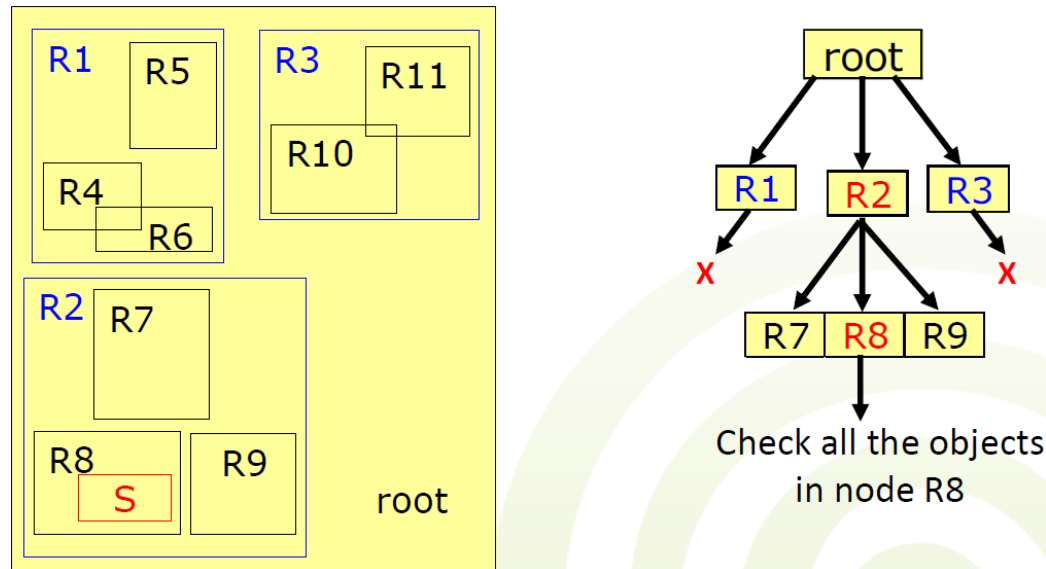 R1
R5
R4
R6
R3
R11
R10
R2
R7
R8
S
R9
root
root
R1
R2
R3
X
X
R7 R8 R9
Check all the objects
in node R8